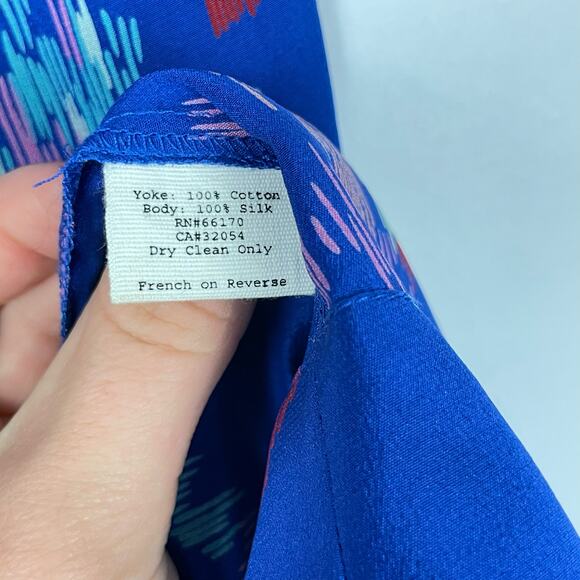 Yoke: 100% Cotton
Body: 100% Silk
RN#66170
CA#32054
Dry Clean Only
French on Reverse